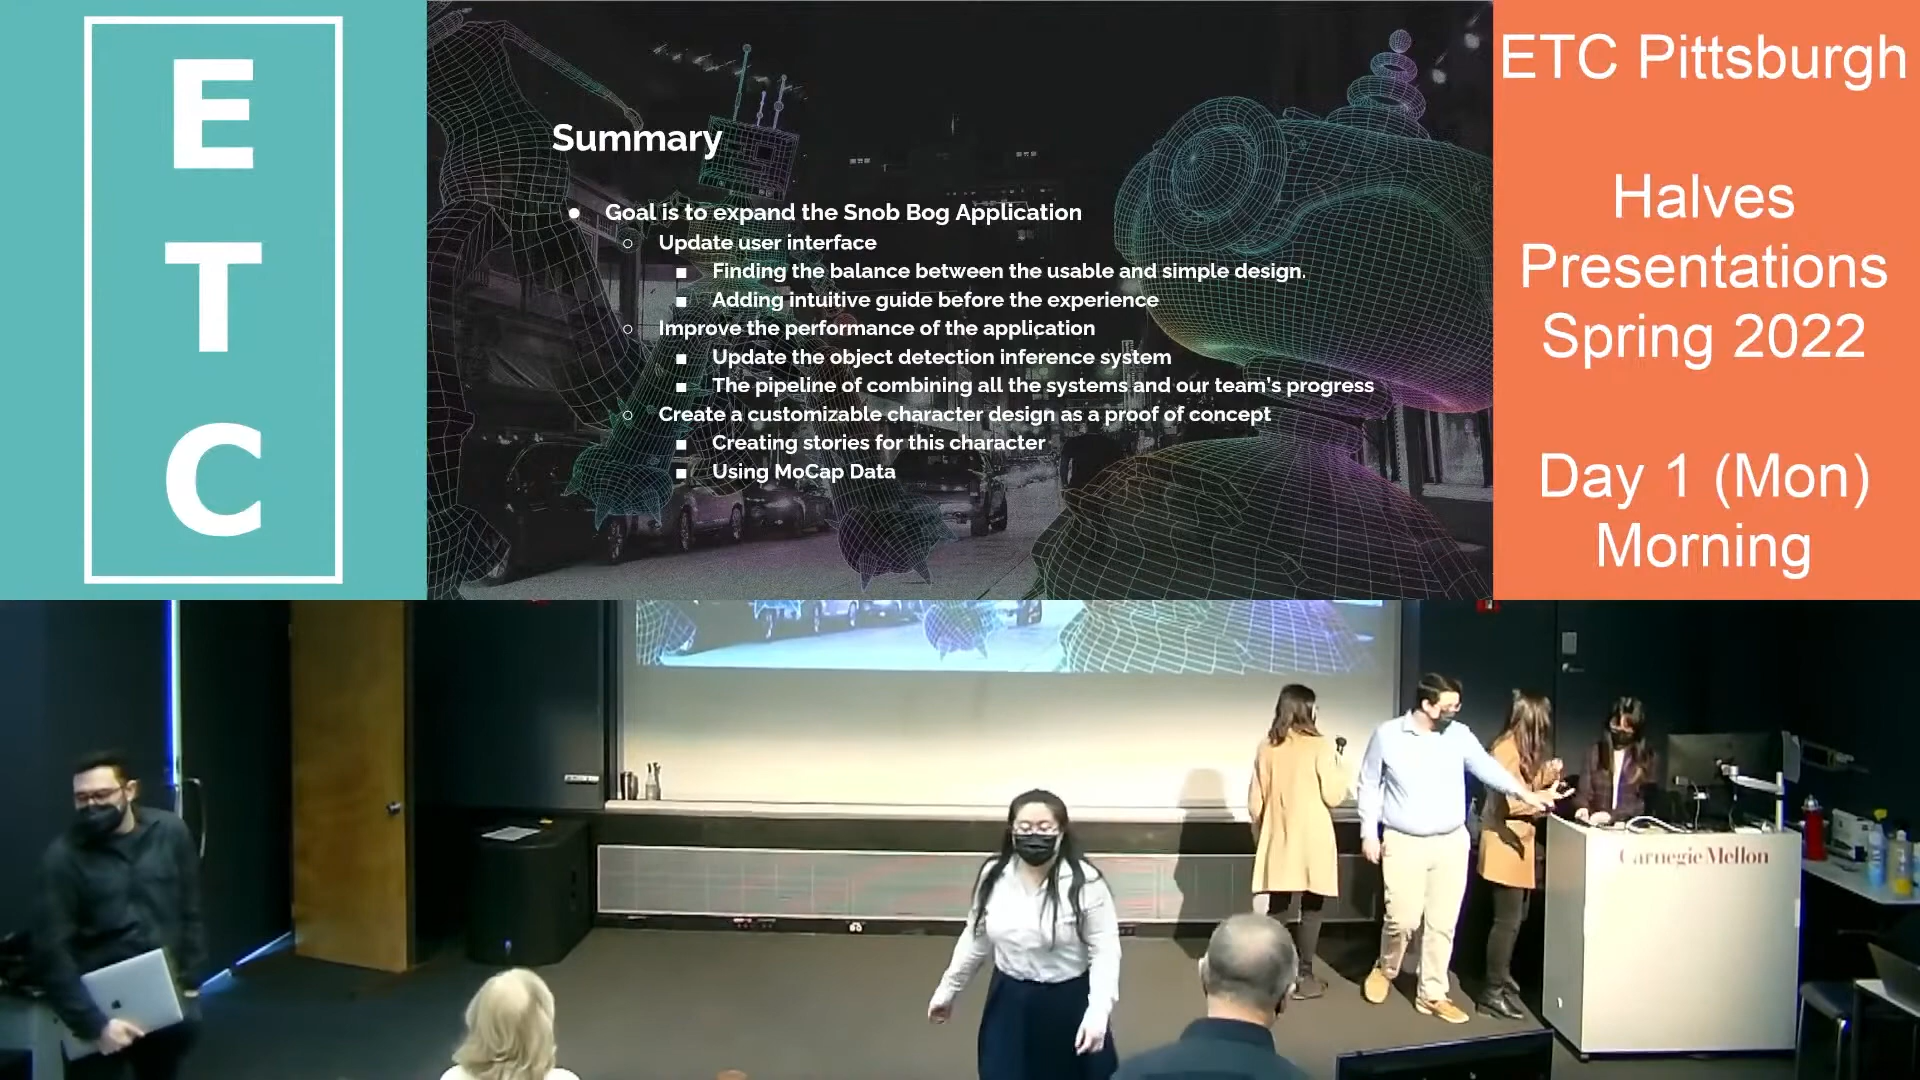 E
T
C
Summary
● Goal is to expand the Snob Bog Application
○ Update user interface
■ Finding the balance between the usable and simple design.
■ Adding intuitive guide before the experience
○ Improve the performance of the application
■ Update the object detection inference system
■ The pipeline of combining all the systems and our team's progress
○ Create a customizable character design as a proof of concept
■ Creating stories for this character
■ Using MoCap Data
ETC Pittsburgh
Halves
Presentations
Spring 2022
Day 1 (Mon)
Morning
Carnegie Mellon